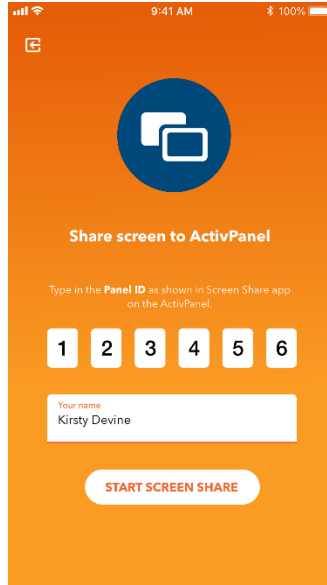 9:41 AM 100%
Share screen to ActivPanel
Type in the Panel ID as shown in Screen Share app
on the ActivPanel.
1 2 3 4 5 6
Your name
Kirsty Devine
START SCREEN SHARE